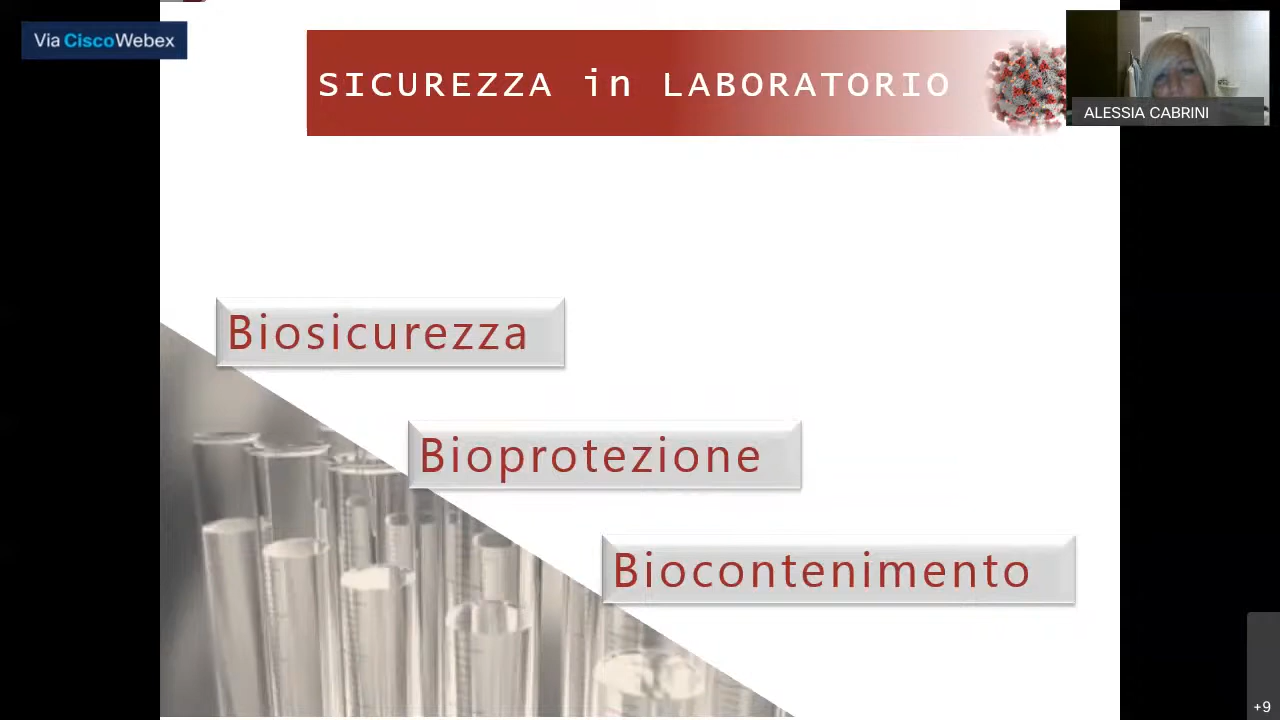 Via CiscoWebex
SICUREZZA in LABORATORIO
ALESSIA CABRINI
Biosicurezza
Bioprotezione
Biocontenimento
+9